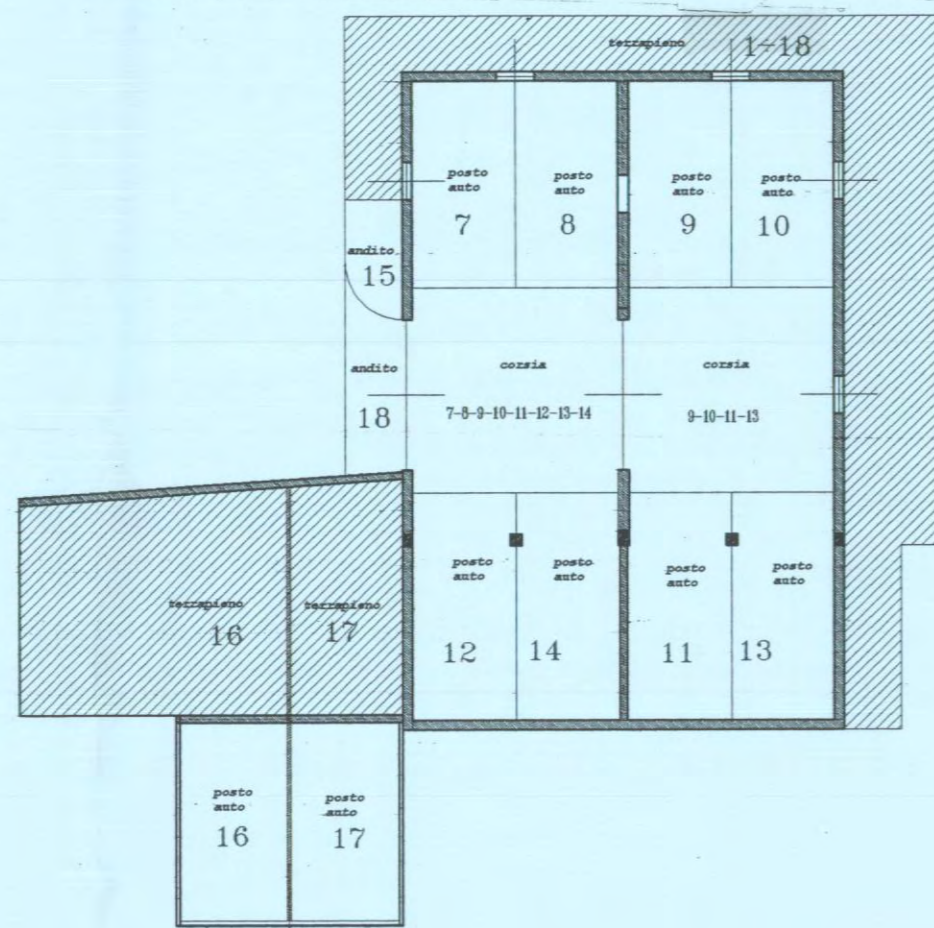 terrapieno 1÷18
posto auto 7
posto auto 8
posto auto 9
posto auto 10
andito 15
andito 18
corsia
7-8-9-10-11-12-13-14
corsia
9-10-11-13
posto auto 12
posto auto 14
posto auto 11
posto auto 13
terrapieno 16
terrapieno 17
posto auto 16
posto auto 17